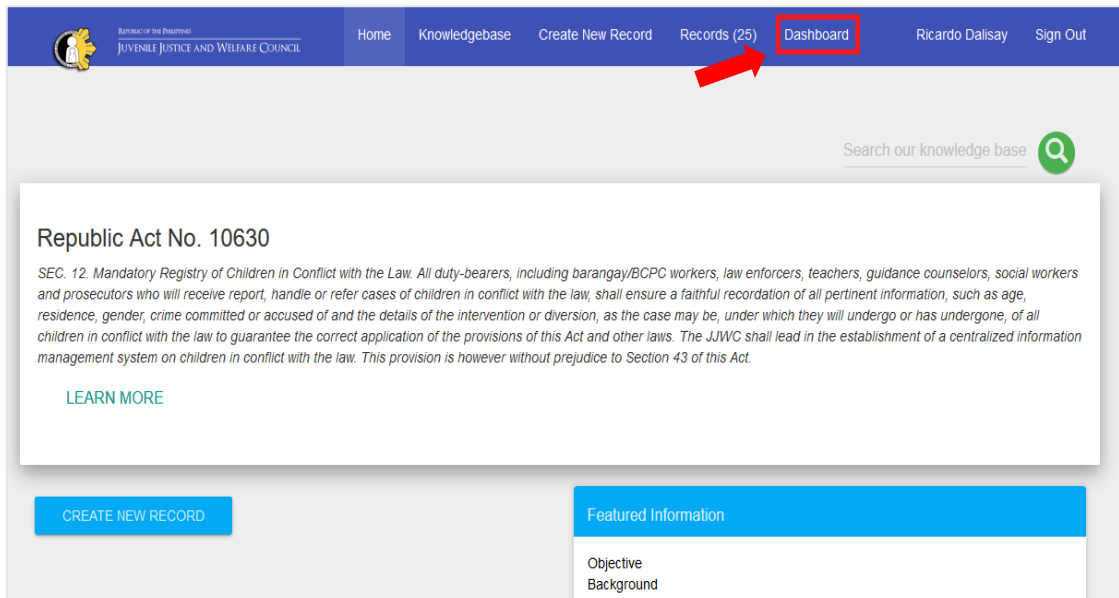 REPUBLIC OF THE PHILIPPINES
JUVENILE JUSTICE AND WELFARE COUNCIL
Home Knowledgebase Create New Record Records (25) Dashboard Ricardo Dalisay Sign Out
Search our knowledge base
Republic Act No. 10630
SEC. 12. Mandatory Registry of Children in Conflict with the Law. All duty-bearers, including barangay/BCPC workers, law enforcers, teachers, guidance counselors, social workers
and prosecutors who will receive report, handle or refer cases of children in conflict with the law, shall ensure a faithful recordation of all pertinent information, such as age,
residence, gender, crime committed or accused of and the details of the intervention or diversion, as the case may be, under which they will undergo or has undergone, of all
children in conflict with the law to guarantee the correct application of the provisions of this Act and other laws. The JJWC shall lead in the establishment of a centralized information
management system on children in conflict with the law. This provision is however without prejudice to Section 43 of this Act.
LEARN MORE
CREATE NEW RECORD
Featured Information
Objective
Background